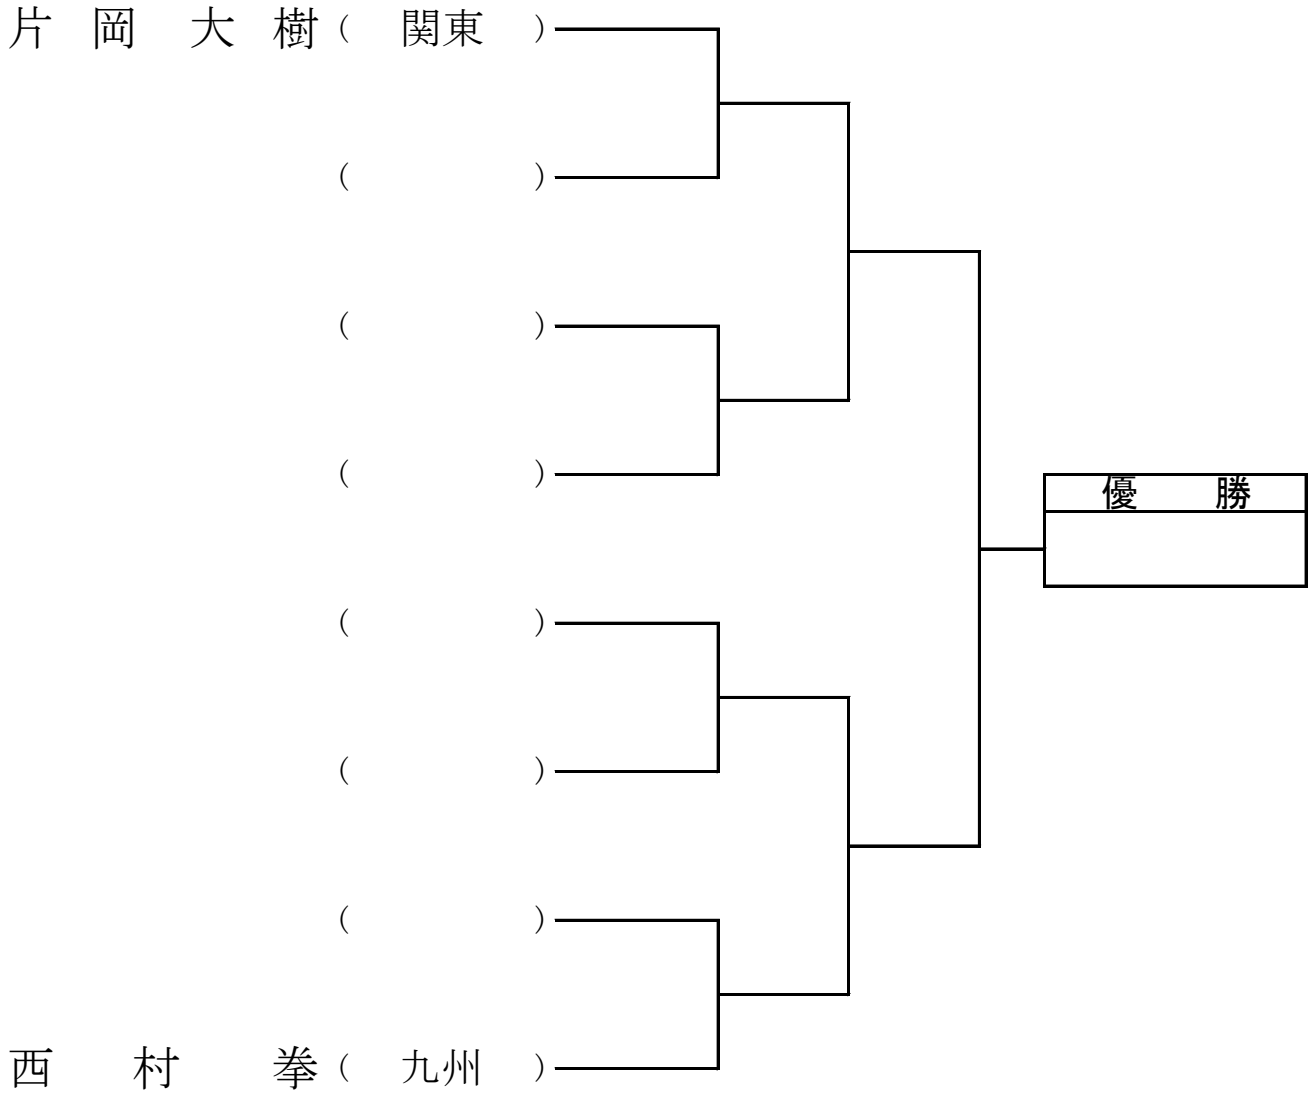 片岡大樹（関東）
（　）
（　）
（　）
優勝
（　）
（　）
（　）
西村拳（九州）